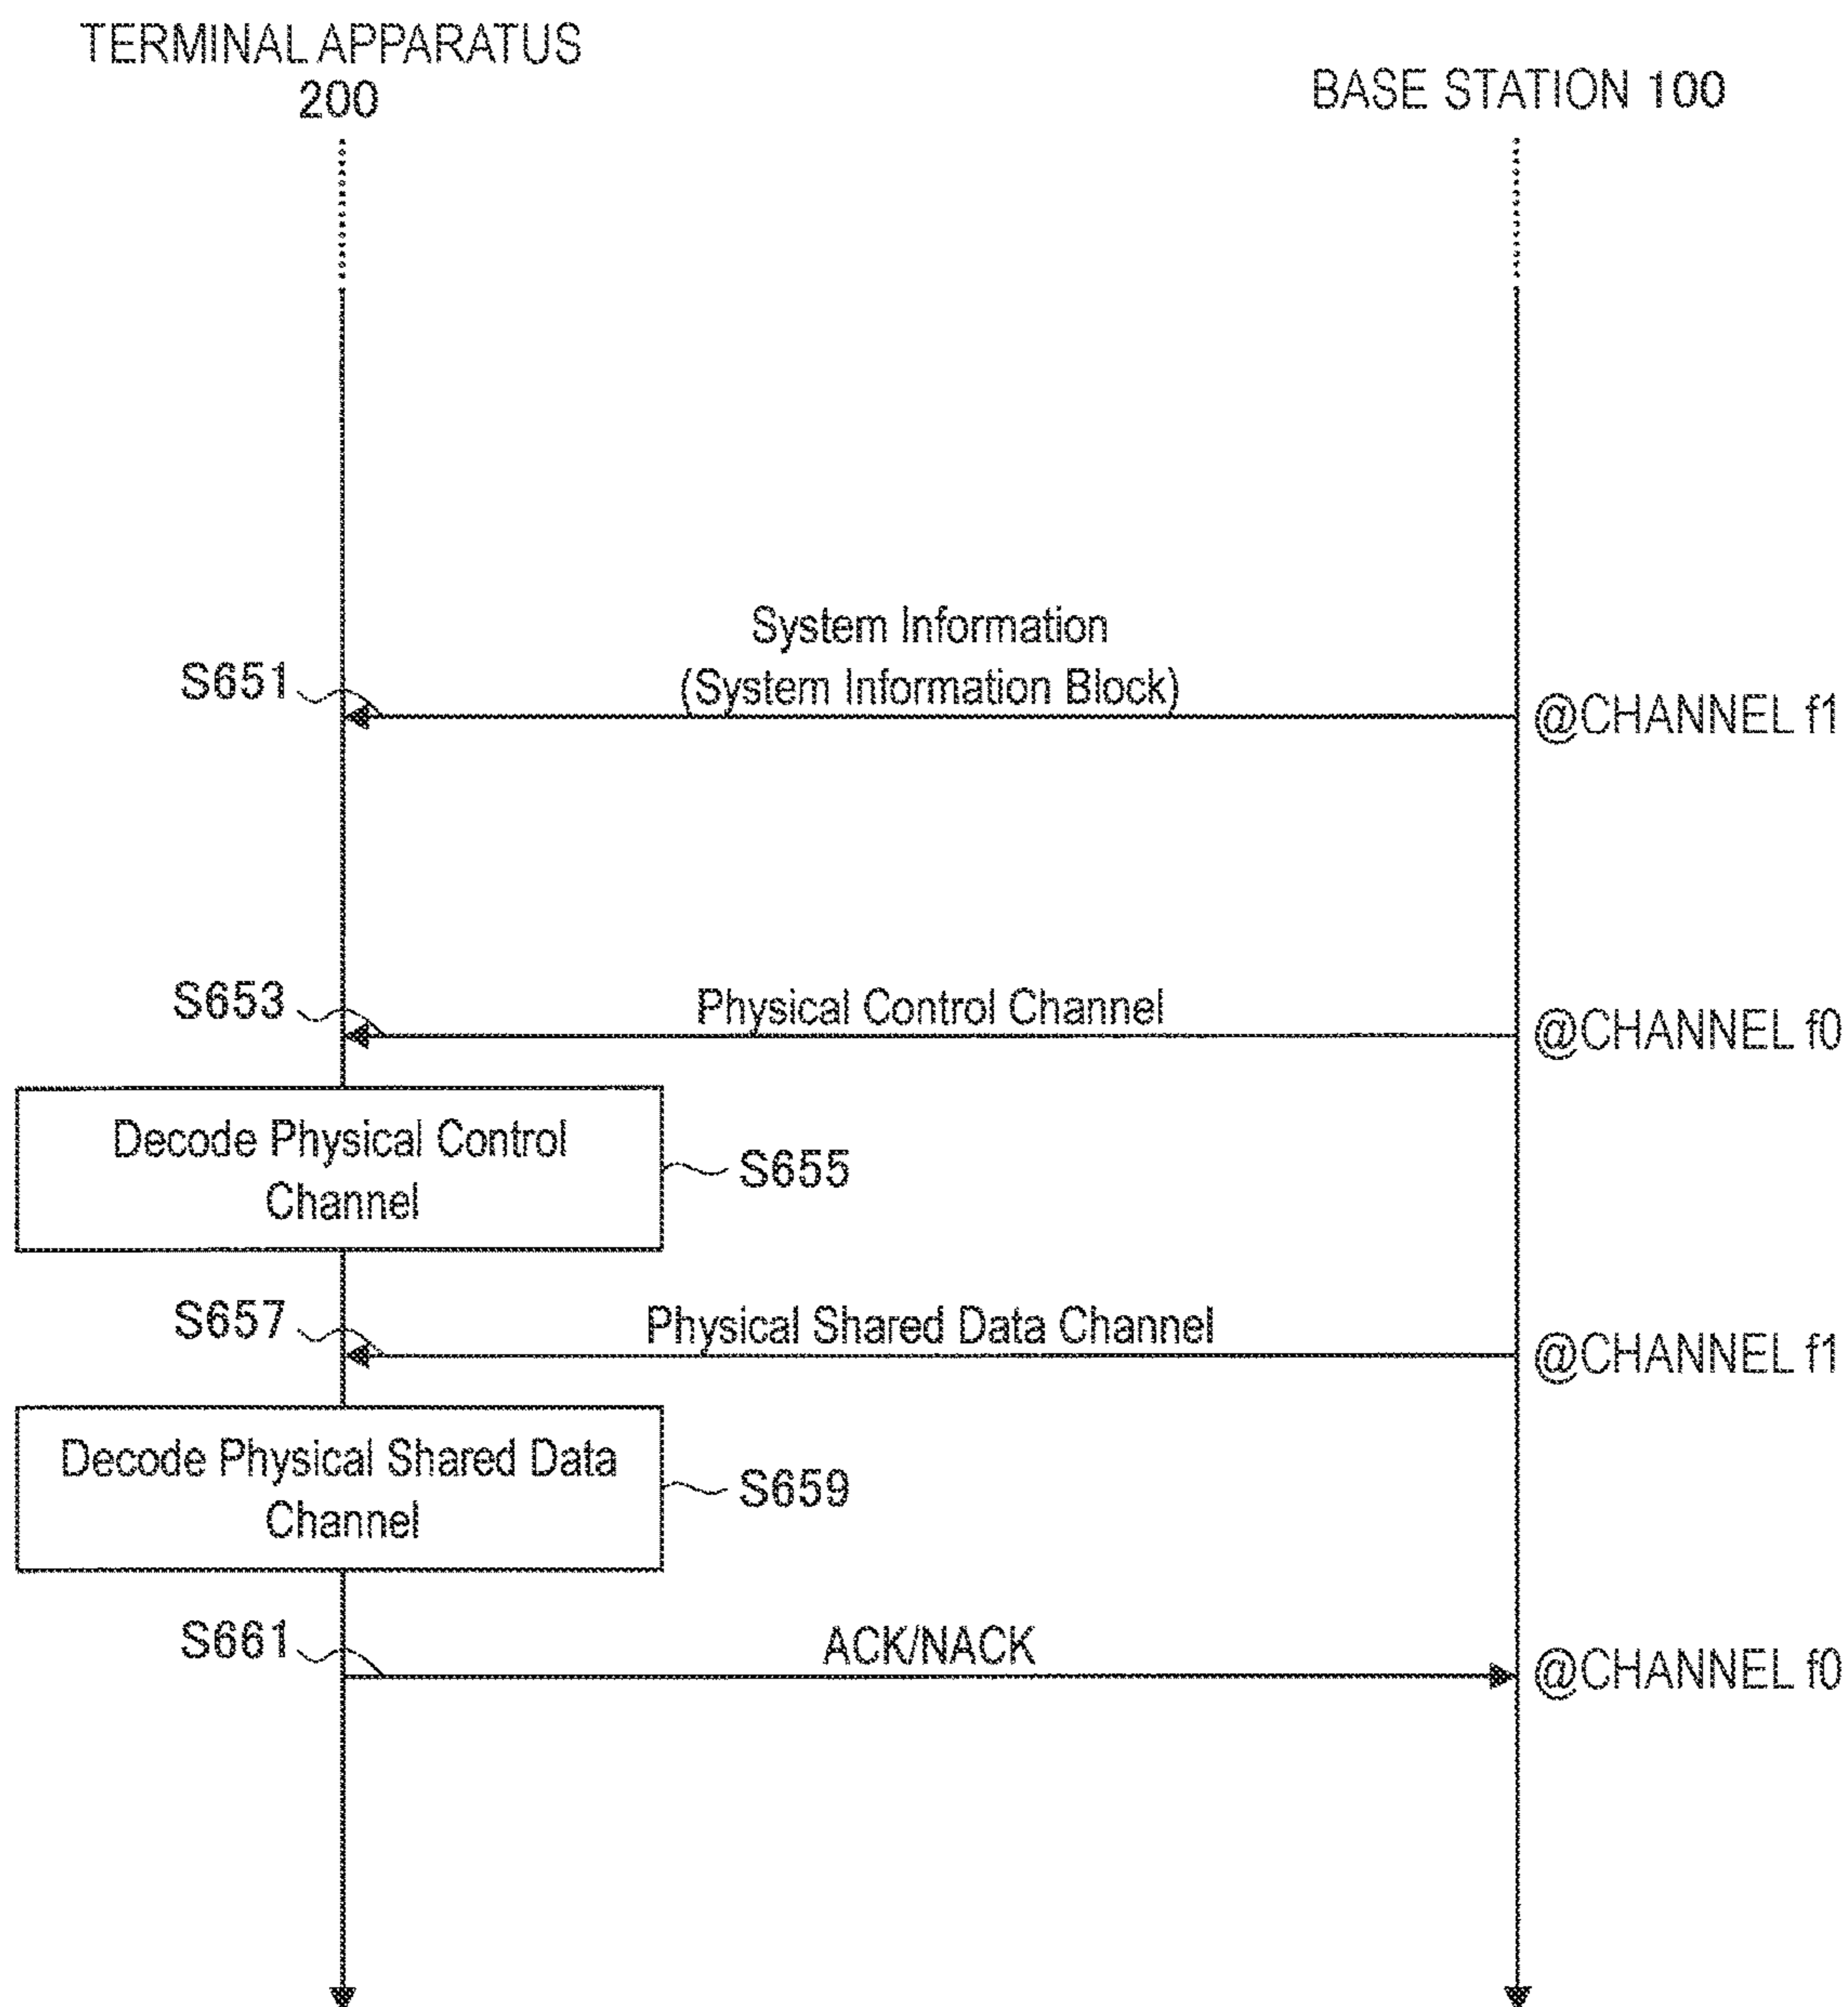 TERMINAL APPARATUS
200
BASE STATION 100
System Information
(System Information Block)
S651
@CHANNEL f1
S653
Physical Control Channel
@CHANNEL f0
Decode Physical Control
Channel
S655
S657
Physical Shared Data Channel
@CHANNEL f1
Decode Physical Shared Data
Channel
S659
S661
ACK/NACK
@CHANNEL f0